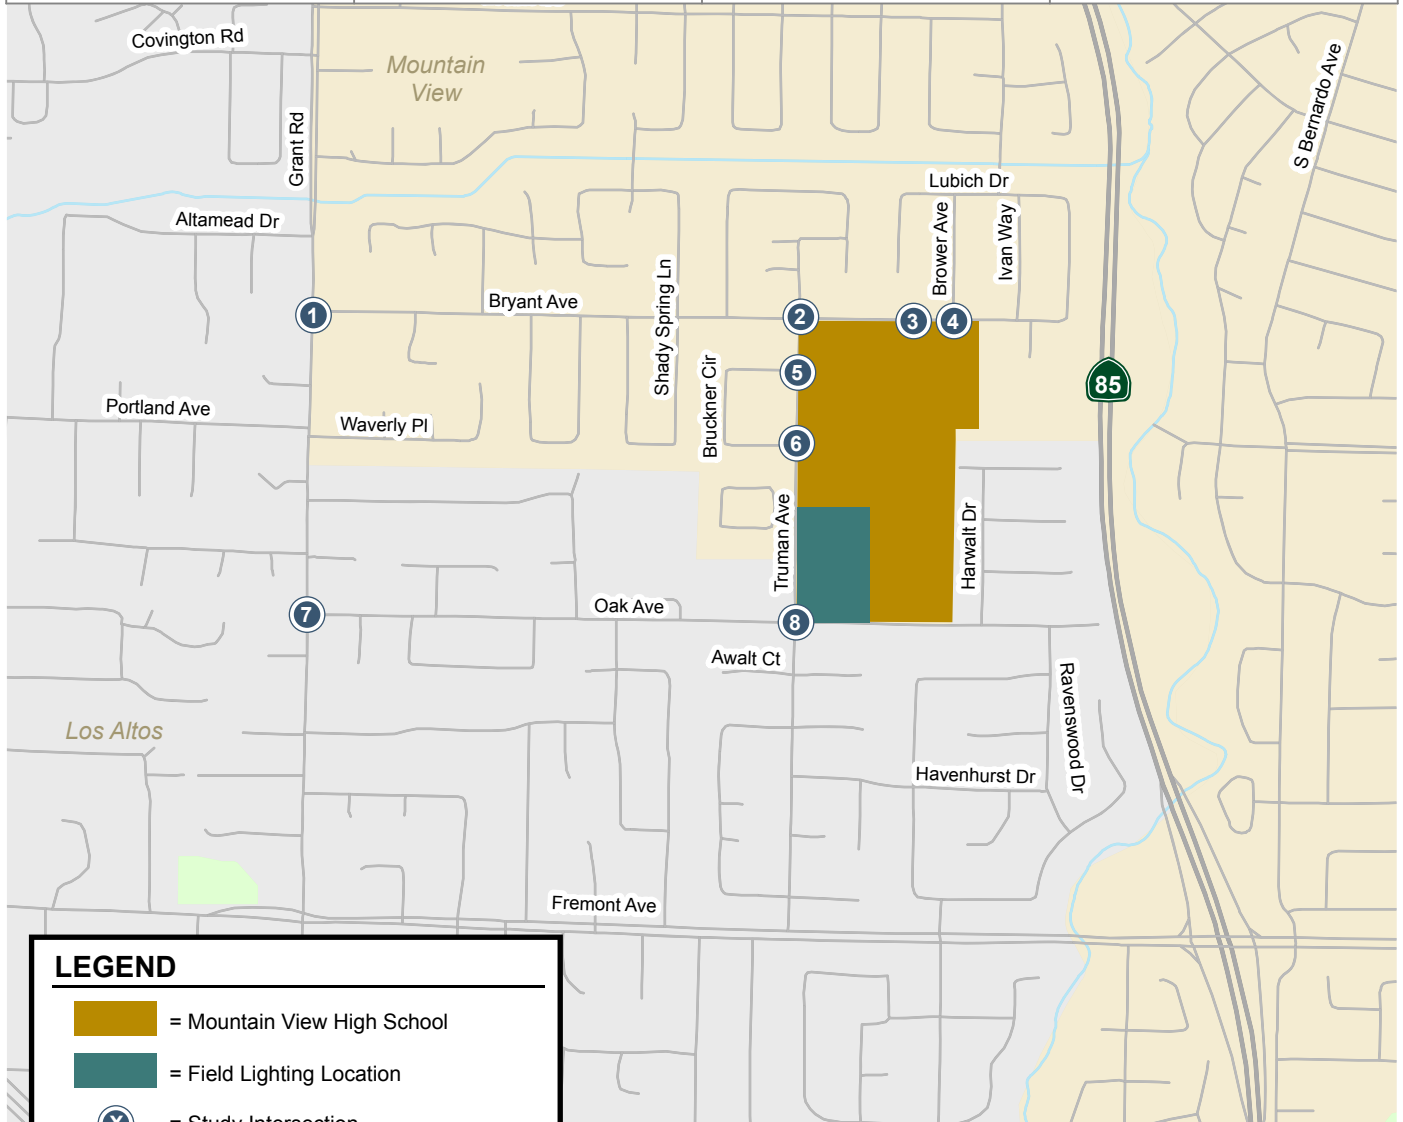 Covington Rd
Mountain
View
Grant Rd
S Bernardo Ave
Lubich Dr
Altamead Dr
Brower Ave
Ivan Way
Shady Spring Ln
Bryant Ave
1
2
3
4
5
85
Bruckner Cir
Portland Ave
Waverly Pl
6
Truman Ave
Harwalt Dr
7
Oak Ave
8
Awalt Ct
Ravenswood Dr
Los Altos
Havenhurst Dr
Fremont Ave
LEGEND
= Mountain View High School
= Field Lighting Location
X
= Study Intersection